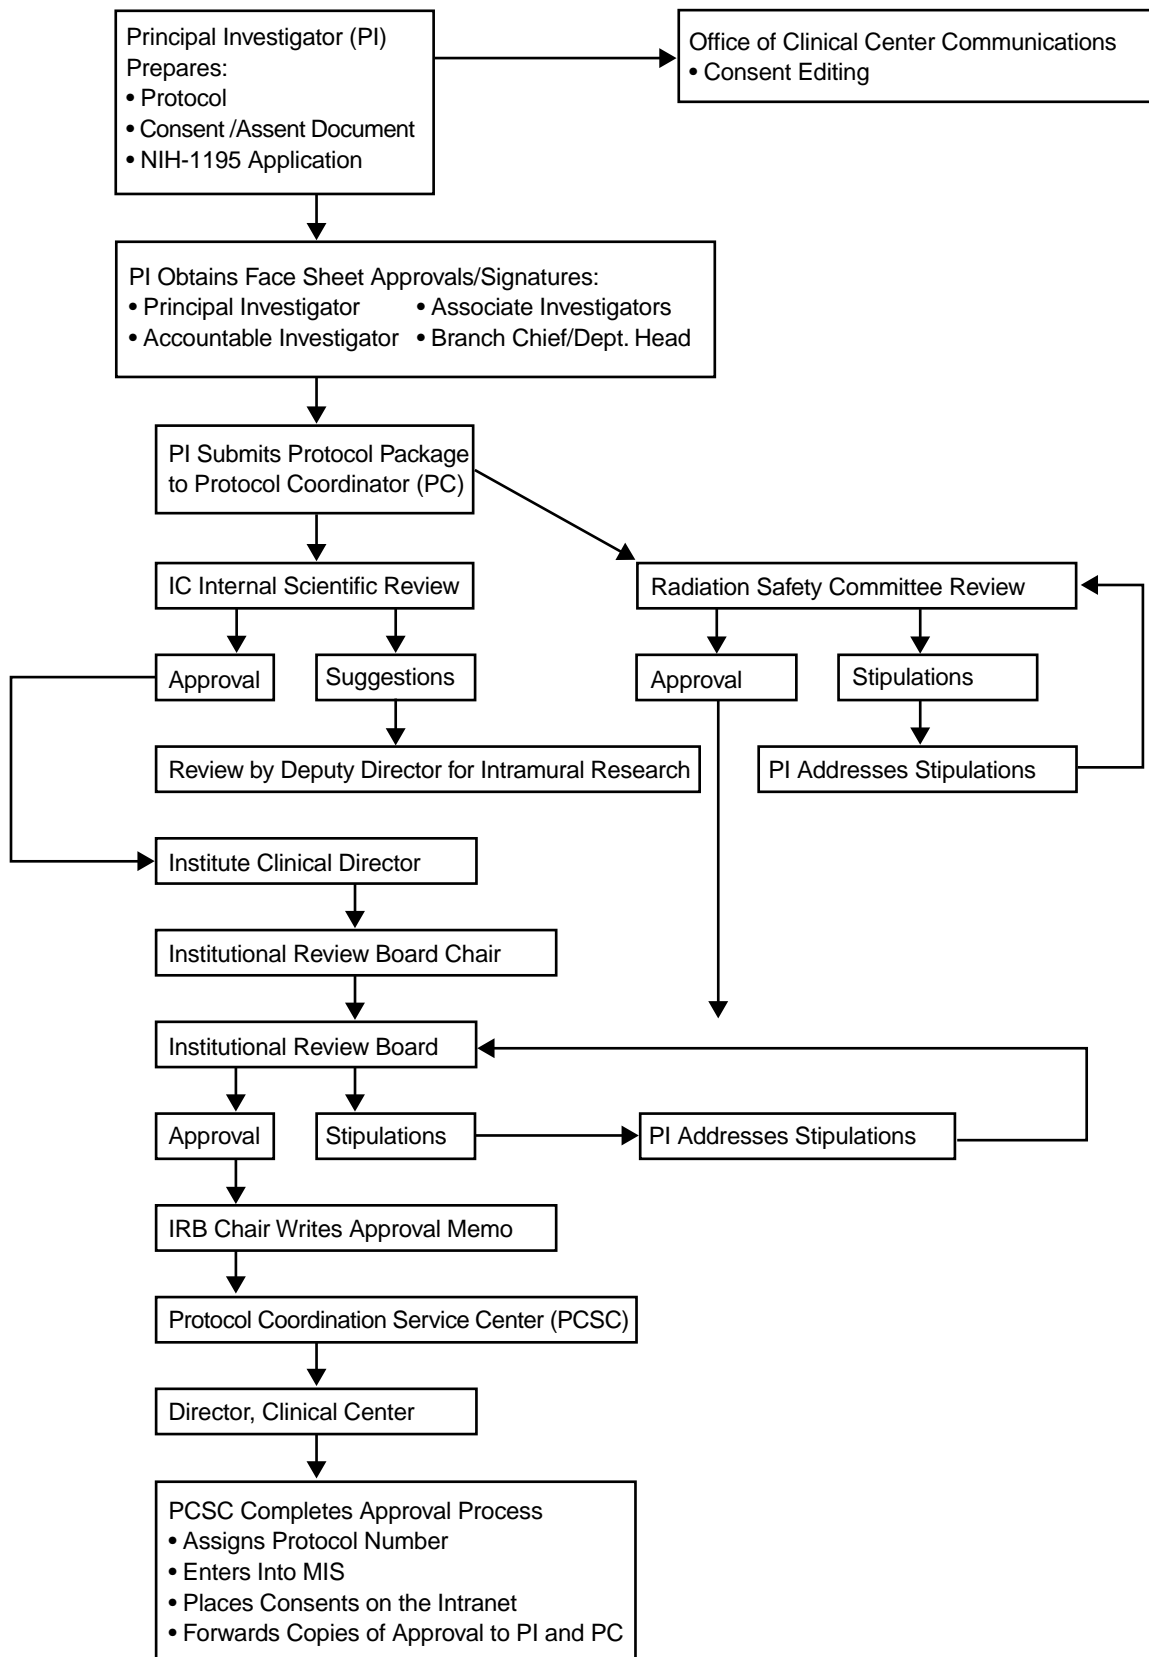 Principal Investigator (PI)
Prepares:
• Protocol
• Consent /Assent Document
• NIH-1195 Application
Office of Clinical Center Communications
• Consent Editing
PI Obtains Face Sheet Approvals/Signatures:
• Principal Investigator • Associate Investigators
• Accountable Investigator • Branch Chief/Dept. Head
PI Submits Protocol Package
to Protocol Coordinator (PC)
IC Internal Scientific Review
Radiation Safety Committee Review
Approval
Suggestions
Approval
Stipulations
Review by Deputy Director for Intramural Research
PI Addresses Stipulations
Institute Clinical Director
Institutional Review Board Chair
Institutional Review Board
Approval
Stipulations
PI Addresses Stipulations
IRB Chair Writes Approval Memo
Protocol Coordination Service Center (PCSC)
Director, Clinical Center
PCSC Completes Approval Process
• Assigns Protocol Number
• Enters Into MIS
• Places Consents on the Intranet
• Forwards Copies of Approval to PI and PC